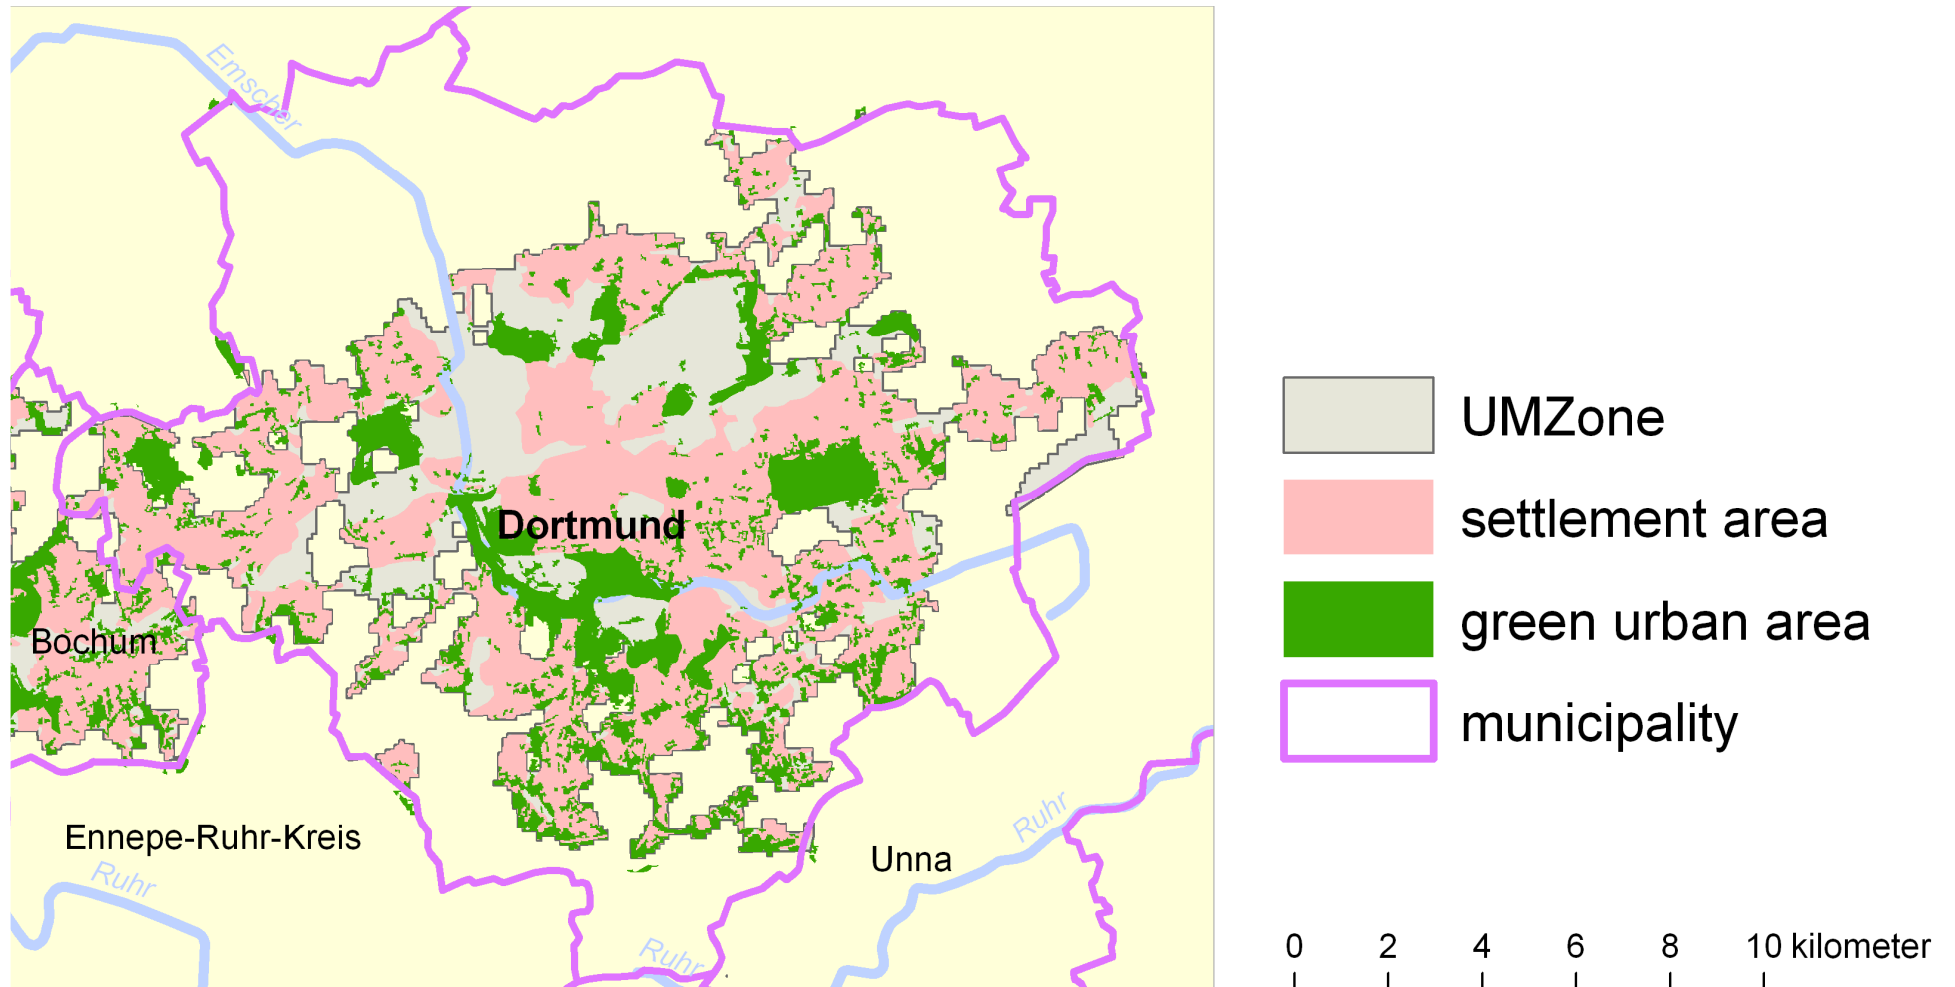 Emscher
Dortmund
Bochum
Ennepe-Ruhr-Kreis
Ruhr
Unna
Ruhr
Ruhr
UMZone
settlement area
green urban area
municipality
0 2 4 6 8 10 kilometer